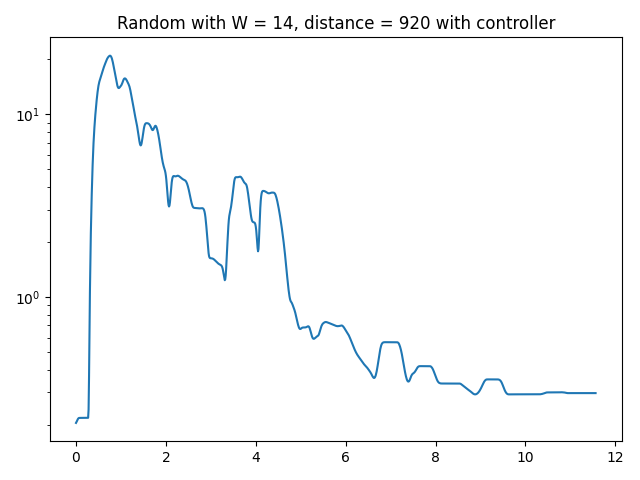 Random with W = 14, distance = 920 with controller
10¹
10⁰
0 2 4 6 8 10 12